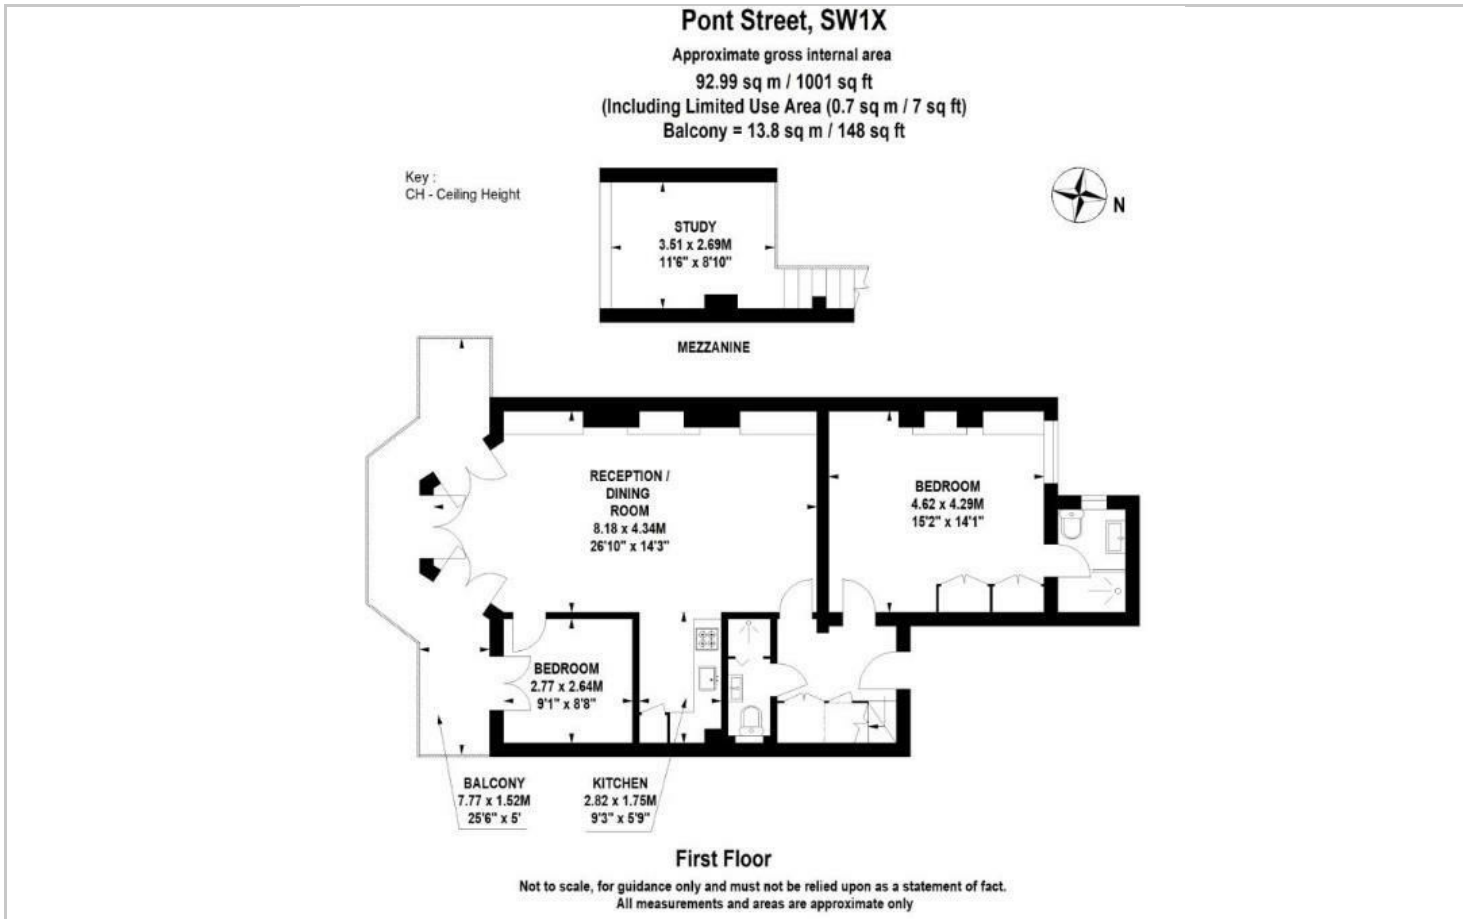 Pont Street, SW1X
Approximate gross internal area
92.99 sq m / 1001 sq ft
(Including Limited Use Area (0.7 sq m / 7 sq ft)
Balcony = 13.8 sq m / 148 sq ft
Key :
CH - Ceiling Height
N
STUDY
3.51 x 2.69M
11'6" x 8'10"
MEZZANINE
RECEPTION /
DINING
ROOM
8.18 x 4.34M
26'10" x 14'3"
BEDROOM
4.62 x 4.29M
15'2" x 14'1"
BEDROOM
2.77 x 2.64M
9'1" x 8'8"
BALCONY
7.77 x 1.52M
25'6" x 5'
KITCHEN
2.82 x 1.75M
9'3" x 5'9"
First Floor
Not to scale, for guidance only and must not be relied upon as a statement of fact.
All measurements and areas are approximate only